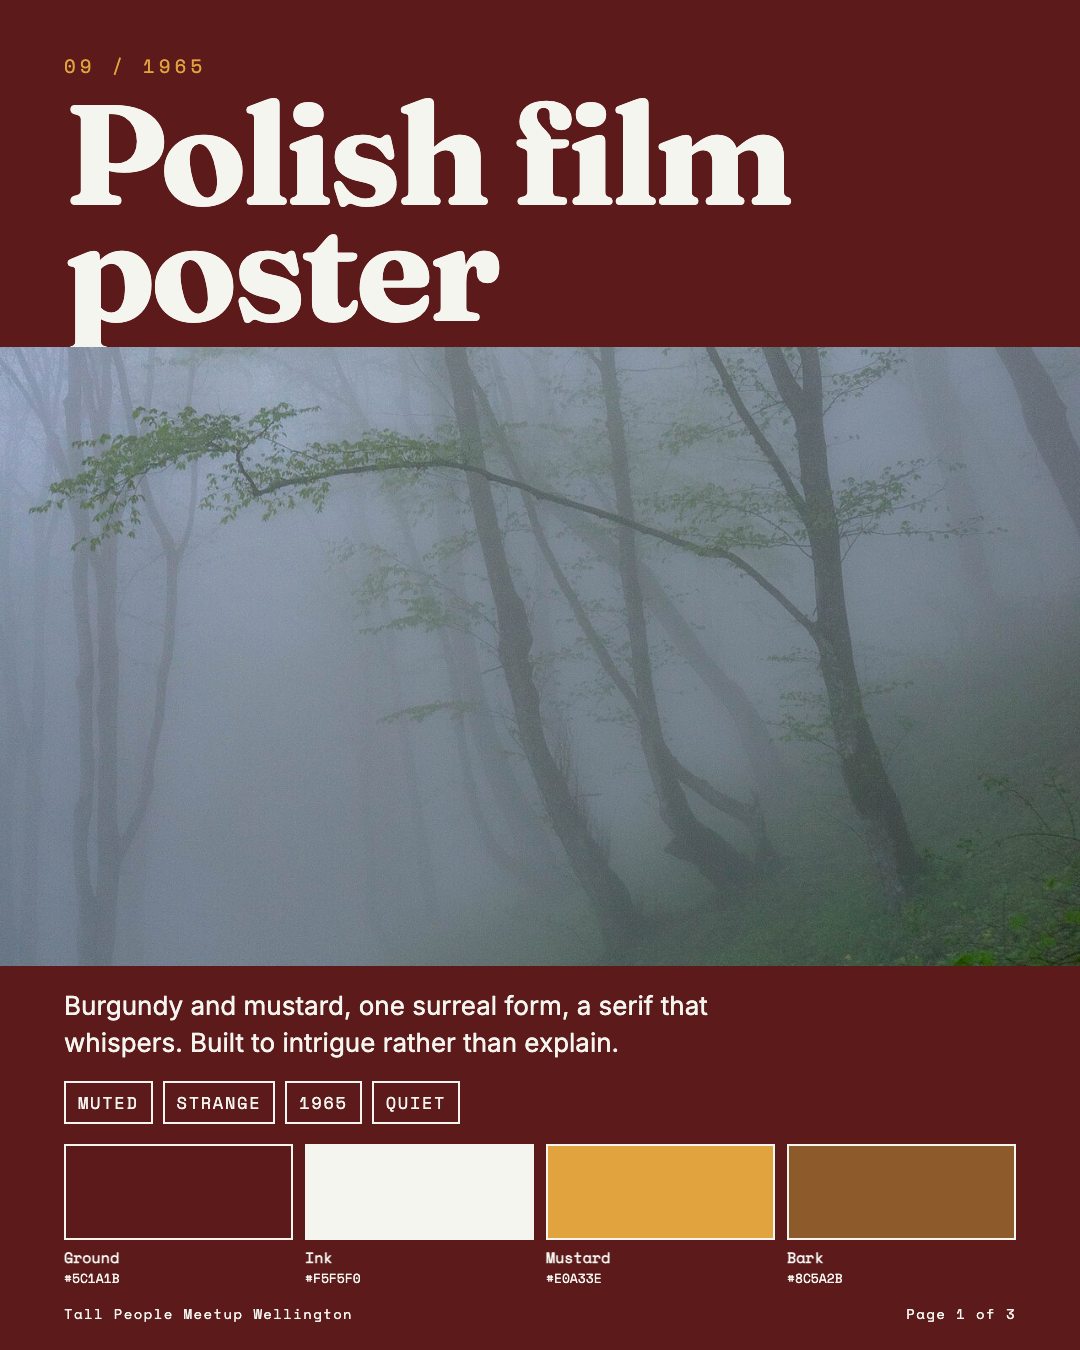 09 / 1965
Polish film
poster
Burgundy and mustard, one surreal form, a serif that
whispers. Built to intrigue rather than explain.
MUTED STRANGE 1965 QUIET
Ground Ink Mustard Bark
#5C1A1B #F5F5F0 #E0A33E #8C5A2B
Tall People Meetup Wellington Page 1 of 3